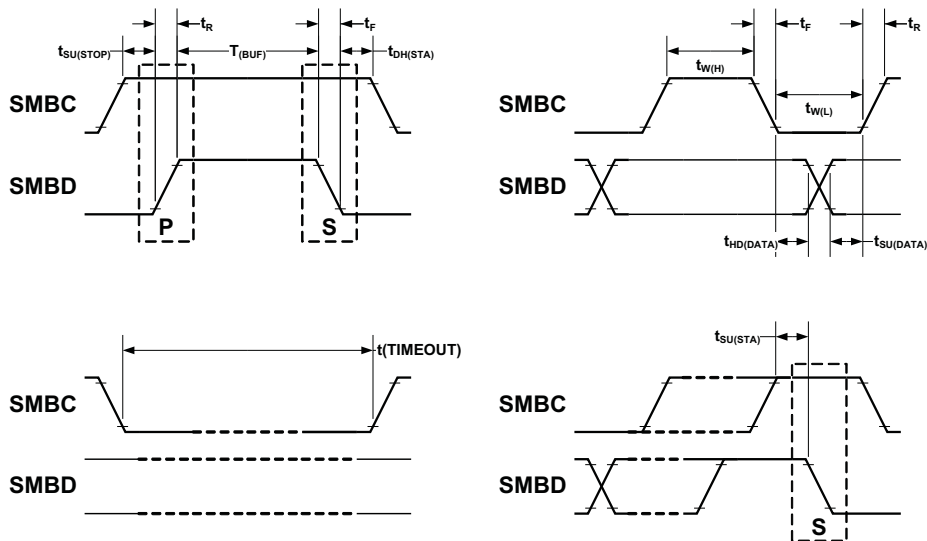 tR
tF
tSU(STOP)
T(BUF)
tDH(STA)
SMBC
SMBD
P
S
tF
tR
tW(H)
SMBC
tW(L)
SMBD
tHD(DATA)
tSU(DATA)
t(TIMEOUT)
SMBC
SMBD
tSU(STA)
SMBC
SMBD
S